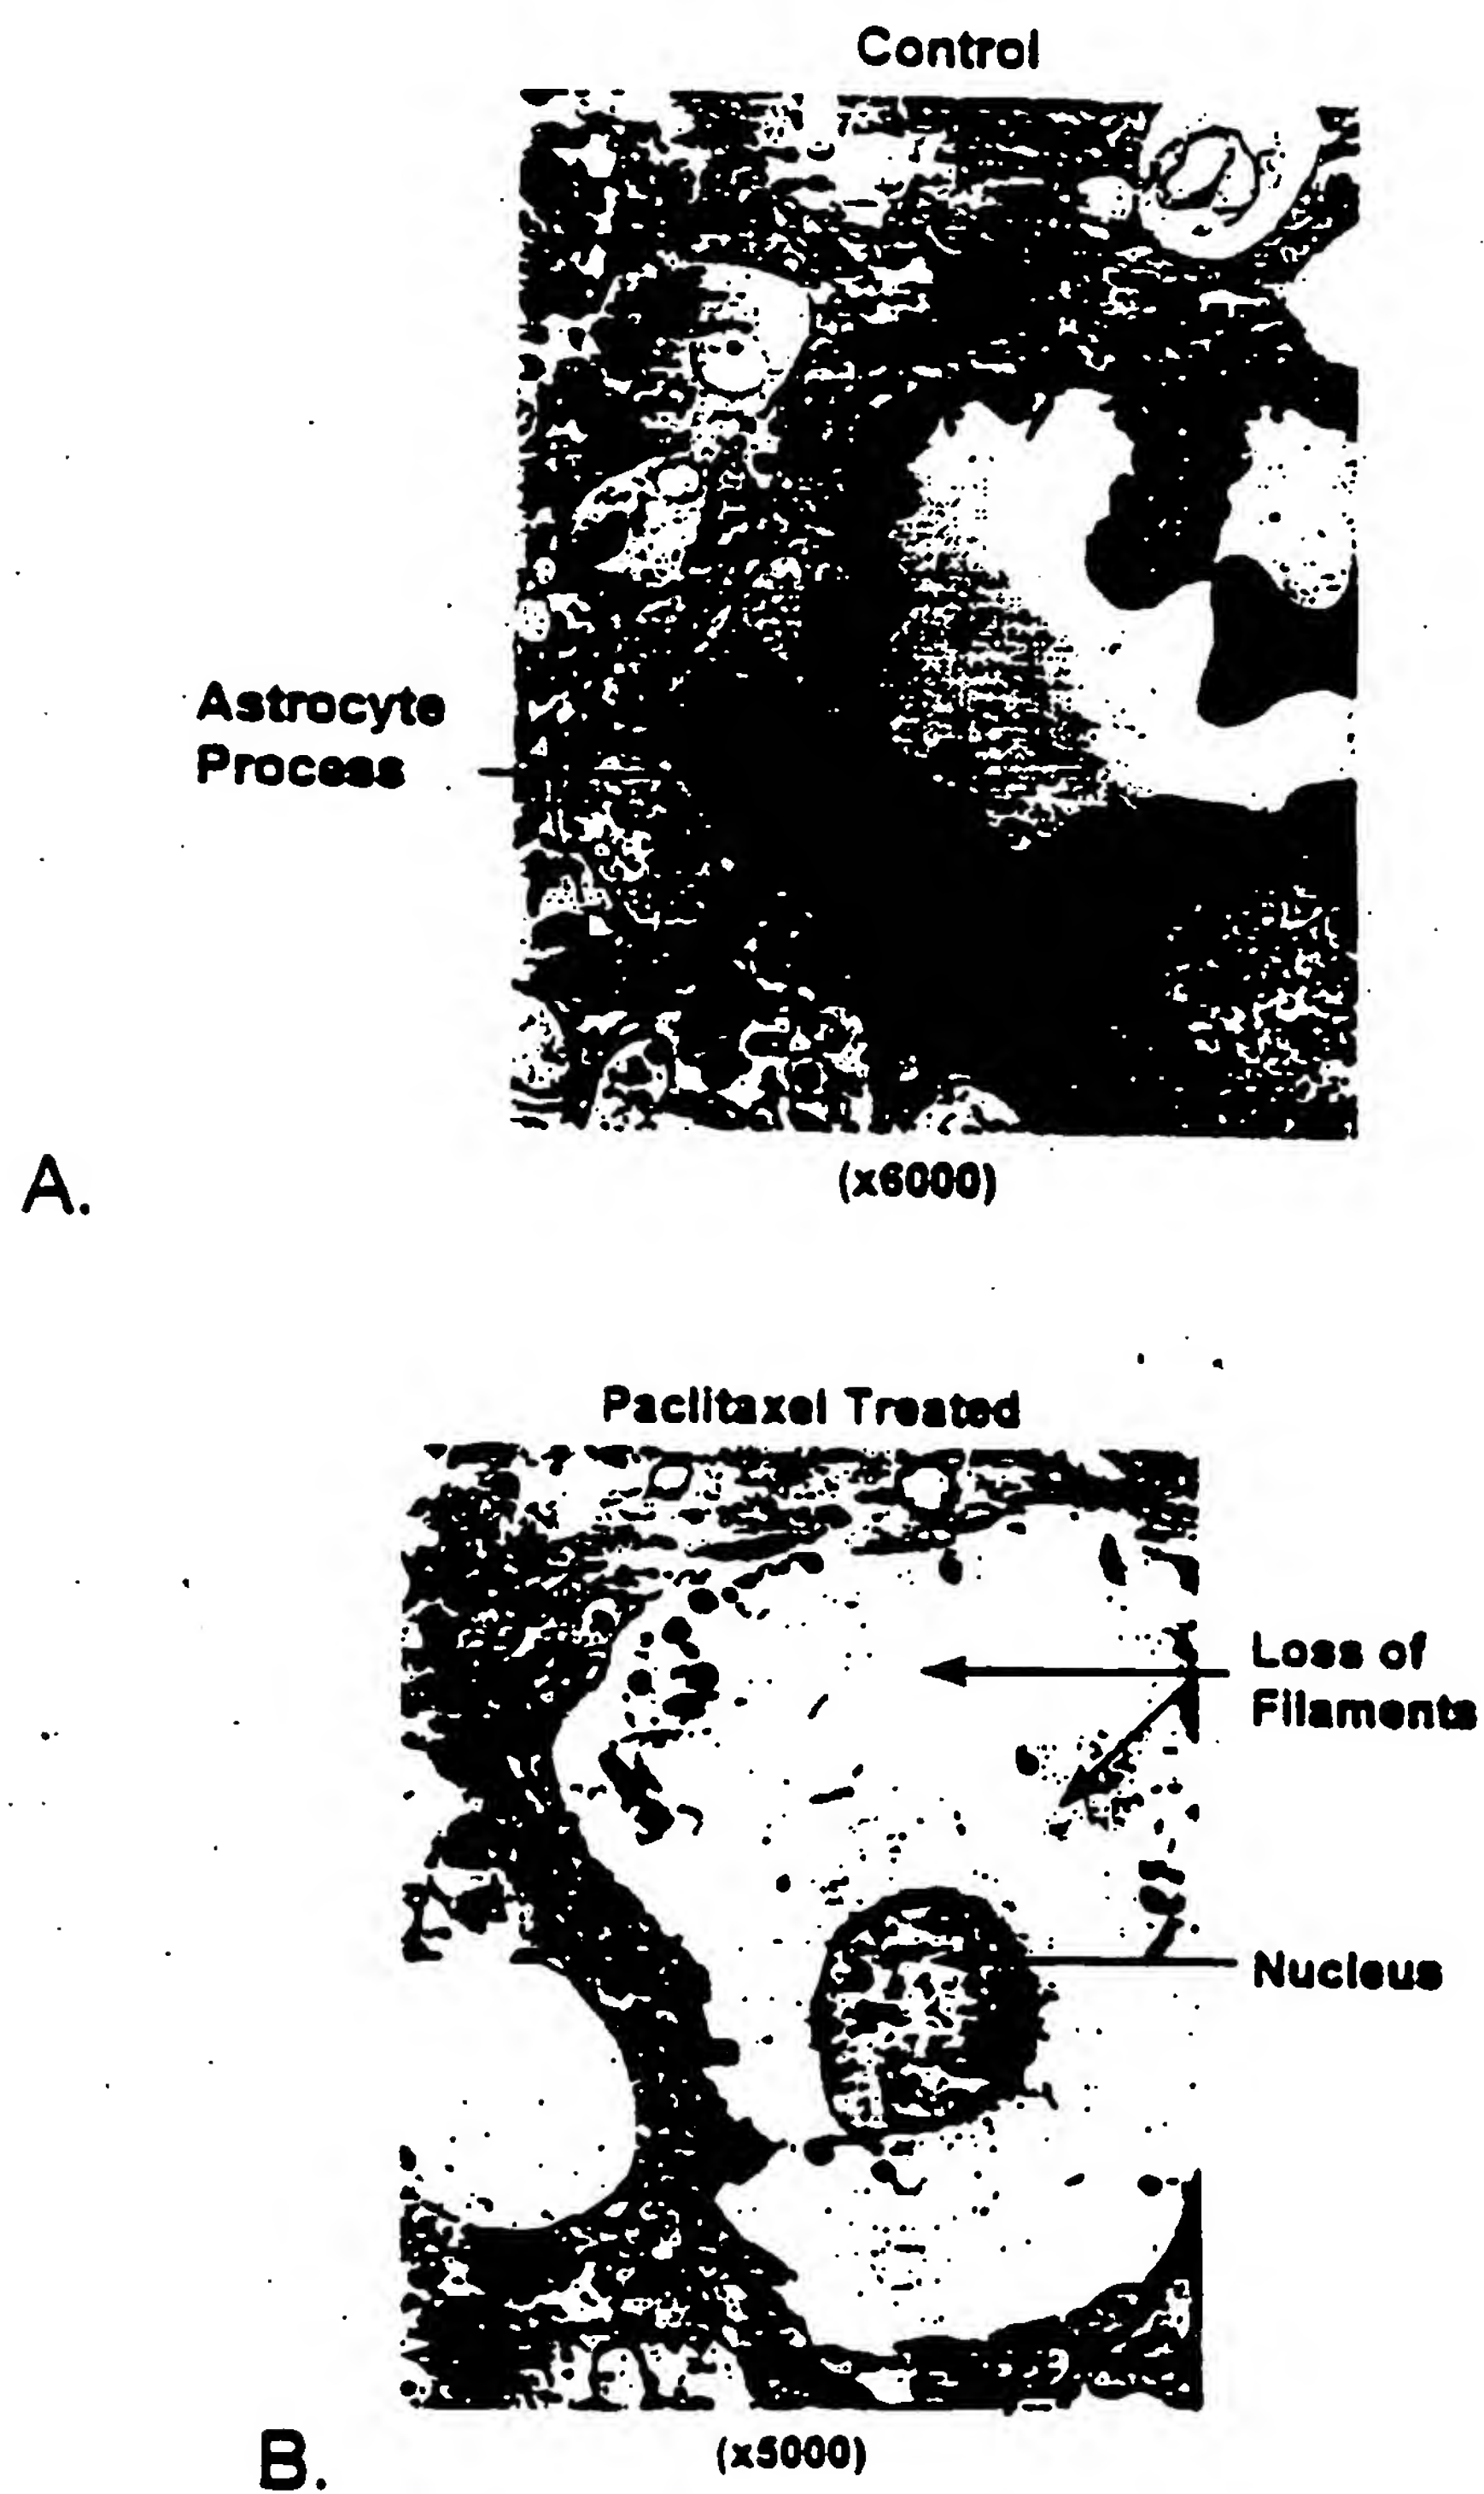 Control
Astrocyte
Process
(x6000)
A.
Paclitaxel Treated
Loss of
Filaments
Nucleus
(x5000)
B.